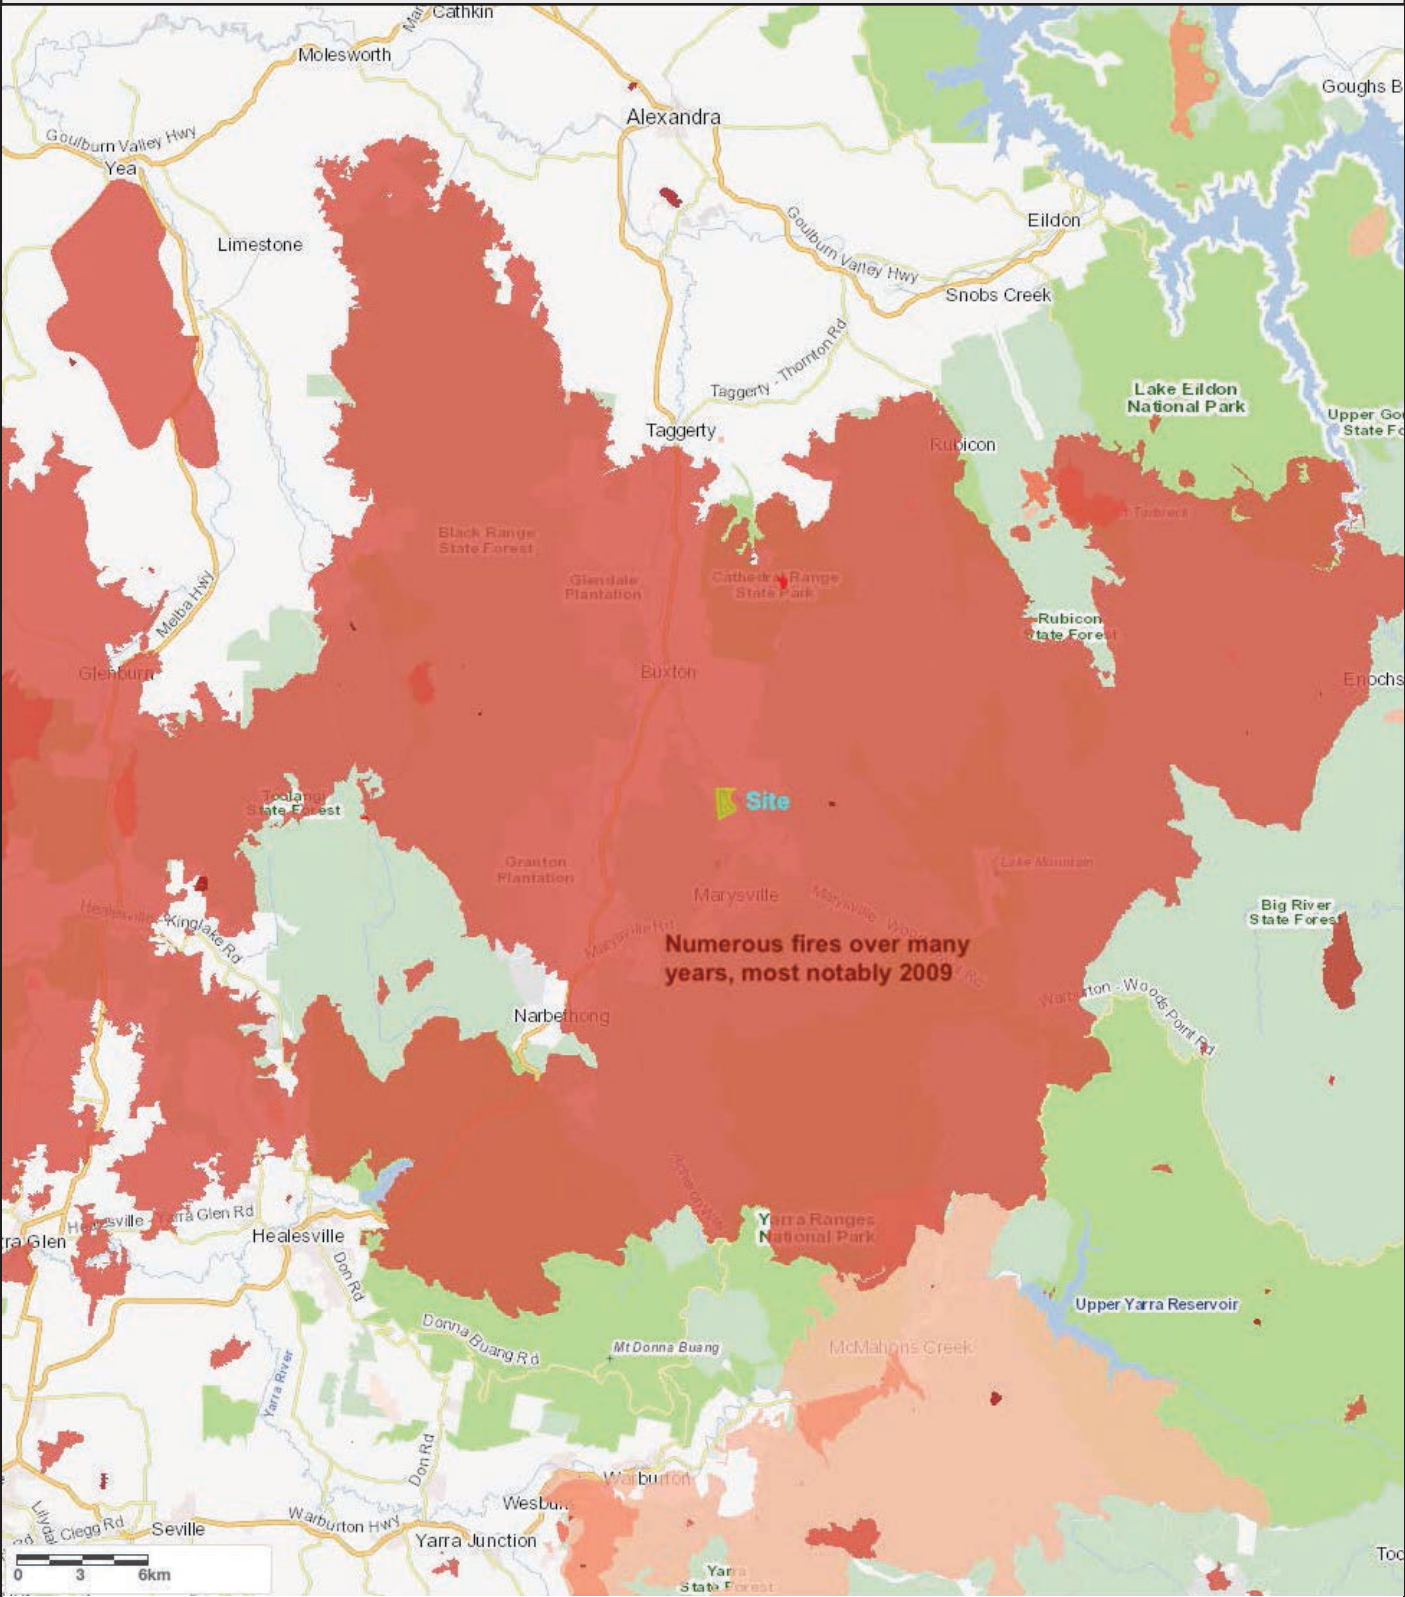 Cathkin
Molesworth
Goughs B
Alexandra
Goulburn Valley Hwy
Yea
Limestone
Eildon
Goulburn Valley Hwy
Snobs Creek
Taggerty - Thornton Rd
Lake Eildon
National Park
Taggerty
Rubicon
Black Range
State Forest
Glendale
Plantation
Cathedral Range
State Park
Melba Hwy
Rubicon
State Forest
Glenburn
Buxton
Enochs
Toolangi
State Forest
Site
Granton
Plantation
Lake Mountain
Marysville
Big River
State Forest
Healesville - Kinglake Rd
Marysville Rd
Numerous fires over many
years, most notably 2009
Warburton - Woods Point Rd
Narbethong
Yarra Ranges
National Park
Healesville - Yarra Glen Rd
rra Glen
Healesville
Don Rd
Upper Yarra Reservoir
Donna Buang Rd
Mt Donna Buang
McMahons Creek
Yarra River
Don Rd
Warburton
Wesbur
Clegg Rd
Seville
Warburton Hwy
Yarra Junction
Too
0 3 6km
Yarra
State Forest